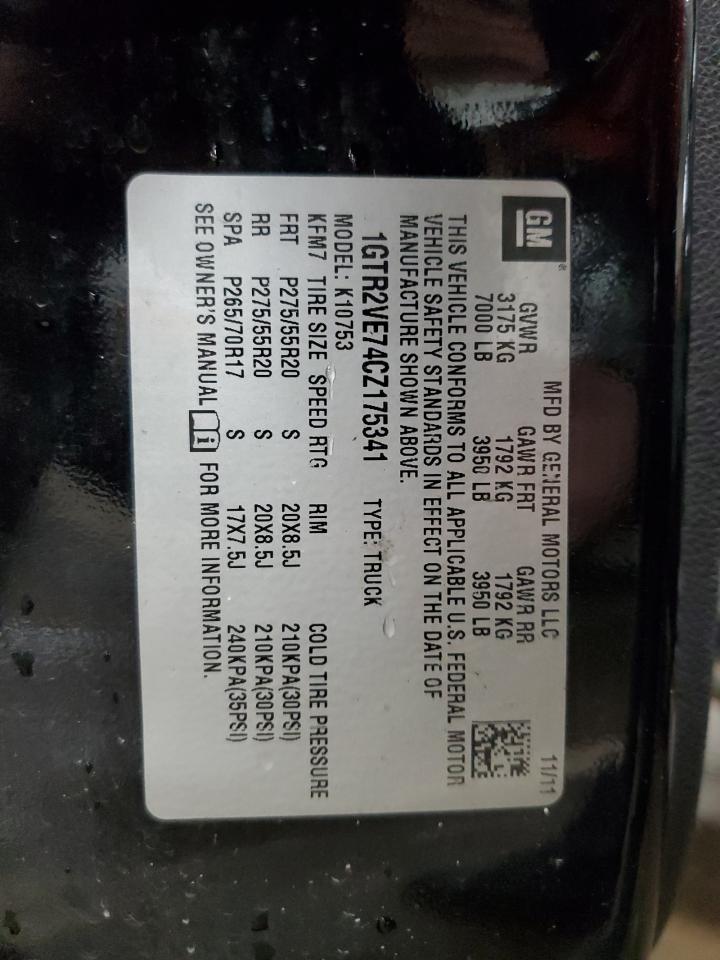 GM ®
MFD BY GENERAL MOTORS LLC 11/11
GVWR GAWR FRT GAWR RR
3175 KG 1792 KG 1792 KG
7000 LB 3950 LB 3950 LB
THIS VEHICLE CONFORMS TO ALL APPLICABLE U.S. FEDERAL MOTOR
VEHICLE SAFETY STANDARDS IN EFFECT ON THE DATE OF
MANUFACTURE SHOWN ABOVE.
1GTR2VE74CZ175341 TYPE: TRUCK
MODEL: K10753
KFM7 TIRE SIZE SPEED RTG RIM COLD TIRE PRESSURE
FRT P275/55R20 S 20X8.5J 210KPA(30PSI)
RR P275/55R20 S 20X8.5J 210KPA(30PSI)
SPA P265/70R17 S 17X7.5J 240KPA(35PSI)
SEE OWNER'S MANUAL i FOR MORE INFORMATION.